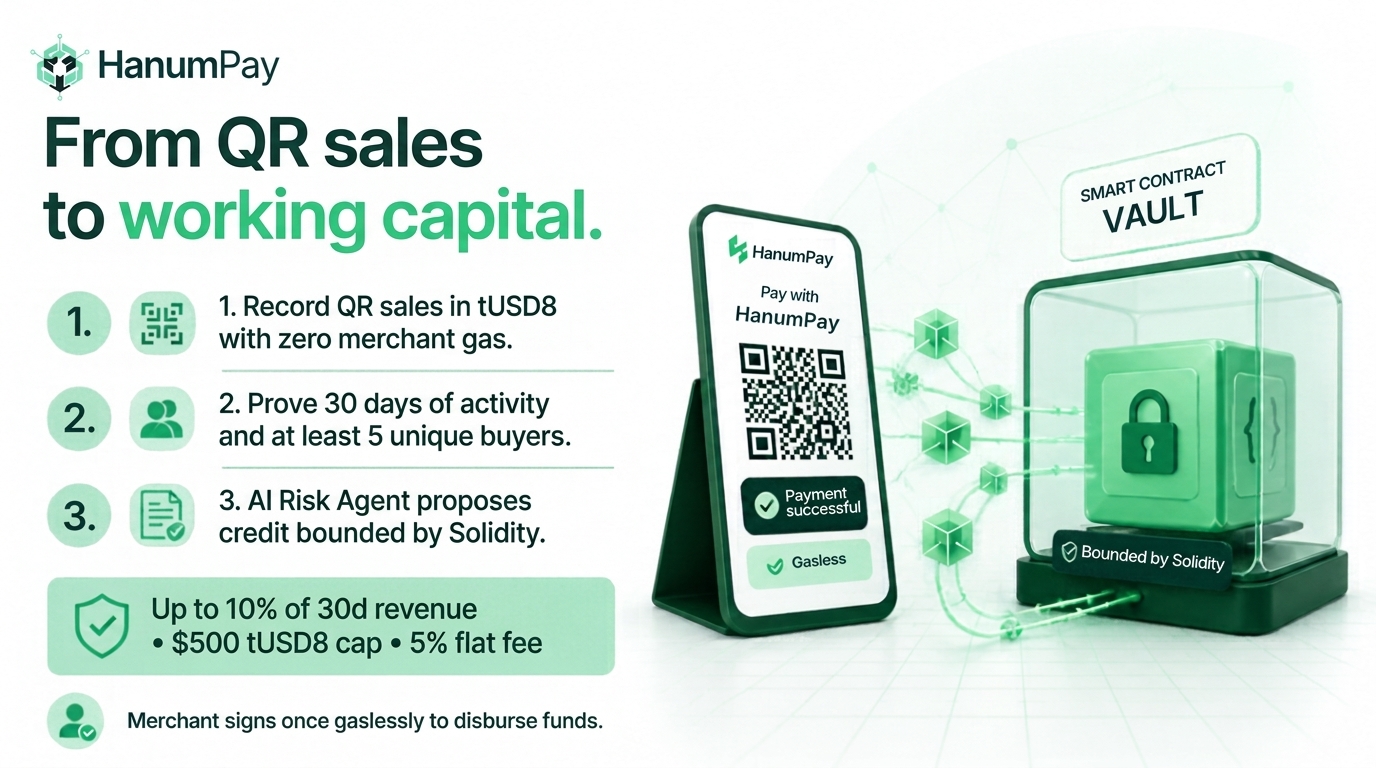 HanumPay
From QR sales
to working capital.
1.
1. Record QR sales in tUSD8
with zero merchant gas.
2.
2. Prove 30 days of activity
and at least 5 unique buyers.
3.
3. AI Risk Agent proposes
credit bounded by Solidity.
Up to 10% of 30d revenue
• $500 tUSD8 cap • 5% flat fee
Merchant signs once gaslessly to disburse funds.
HanumPay
Pay with
HanumPay
Payment
successful
Gasless
SMART CONTRACT
VAULT
{}
Bounded by Solidity